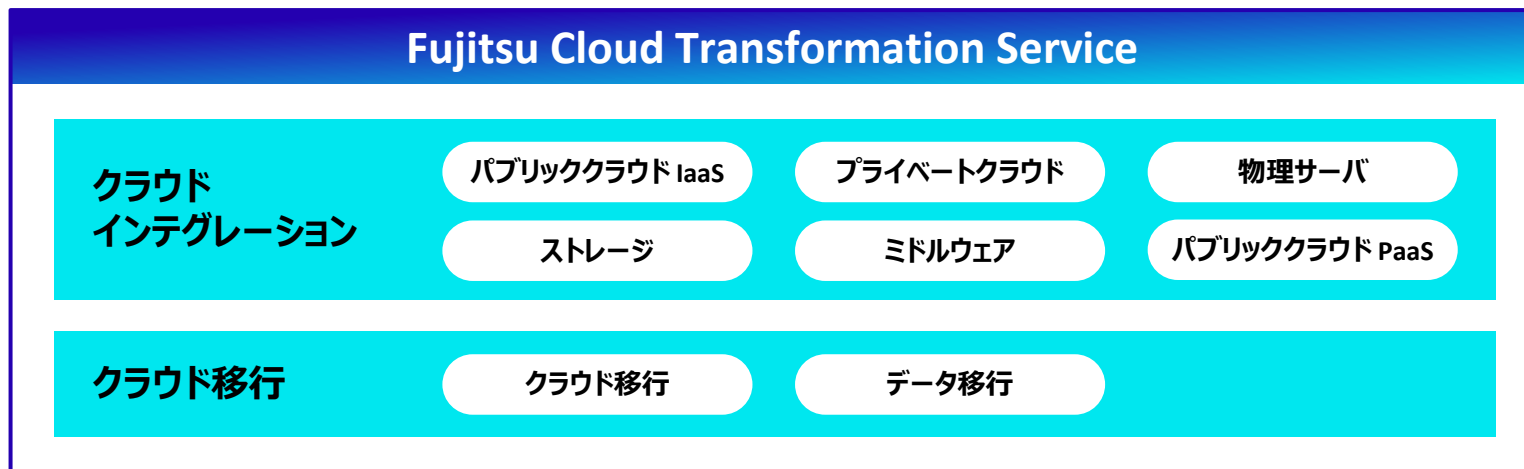 Fujitsu Cloud Transformation Service
クラウド
インテグレーション
パブリッククラウド IaaS
プライベートクラウド
物理サーバ
ストレージ
ミドルウェア
パブリッククラウド PaaS
クラウド移行
クラウド移行
データ移行